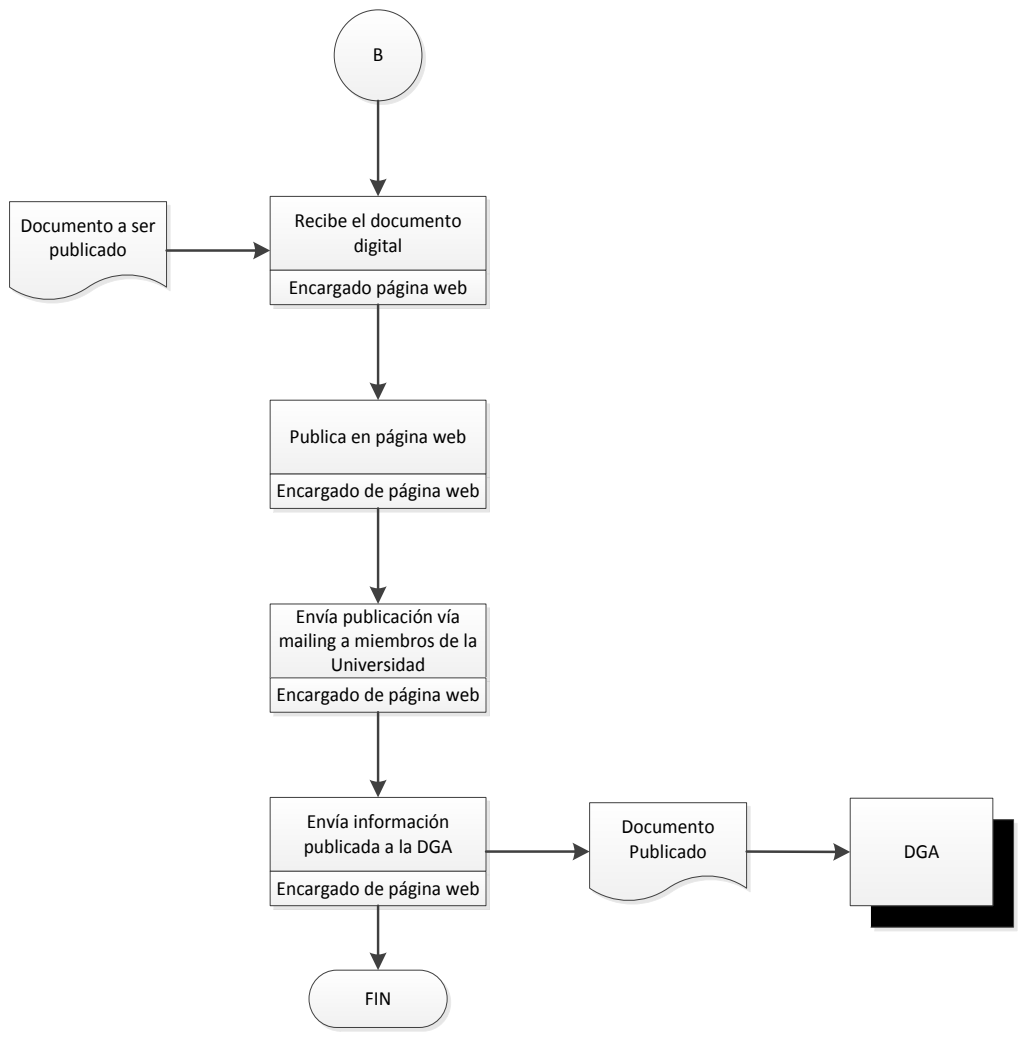 B
Documento a ser
publicado
Recibe el documento
digital
Encargado página web
Publica en página web
Encargado de página web
Envía publicación vía
mailing a miembros de la
Universidad
Encargado de página web
Envía información
publicada a la DGA
Encargado de página web
Documento
Publicado
DGA
FIN